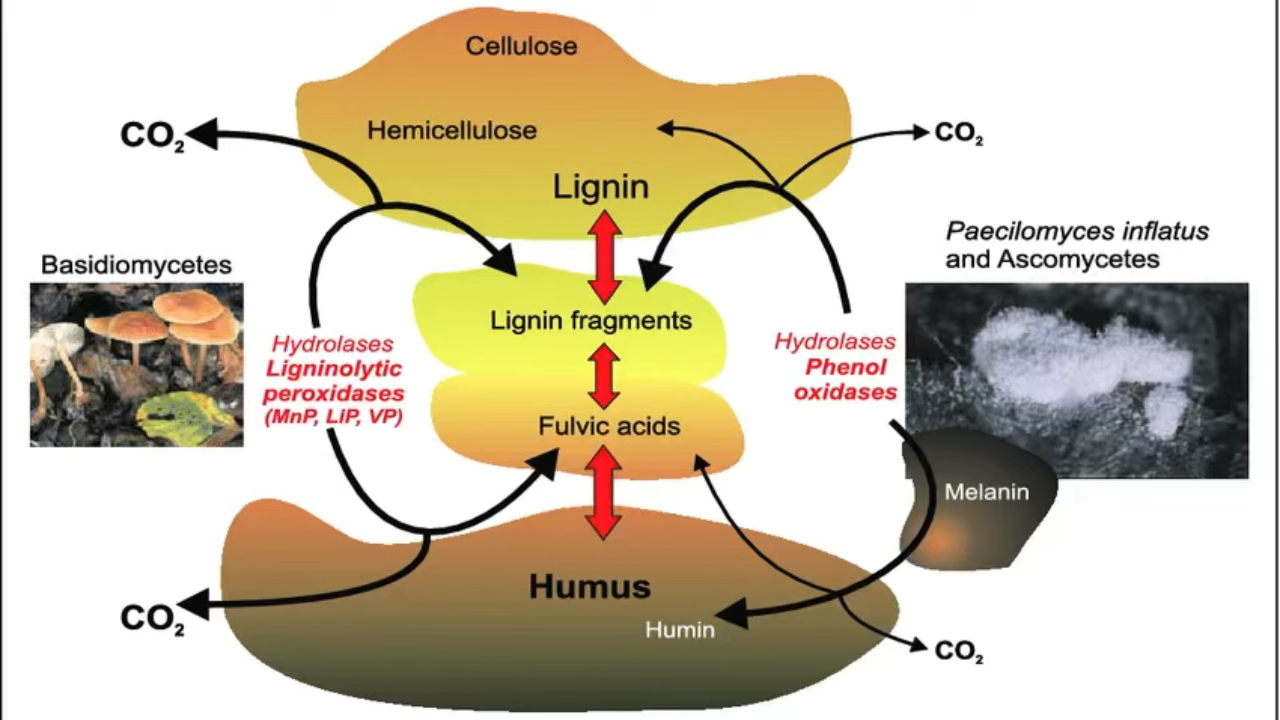 Cellulose
CO₂
Hemicellulose
CO₂
Lignin
Paecilomyces inflatus
and Ascomycetes
Basidiomycetes
Lignin fragments
Hydrolases
Ligninolytic
peroxidases
(MnP, LiP, VP)
Hydrolases
Phenol
oxidases
Fulvic acids
Melanin
Humus
Humin
CO₂
CO₂